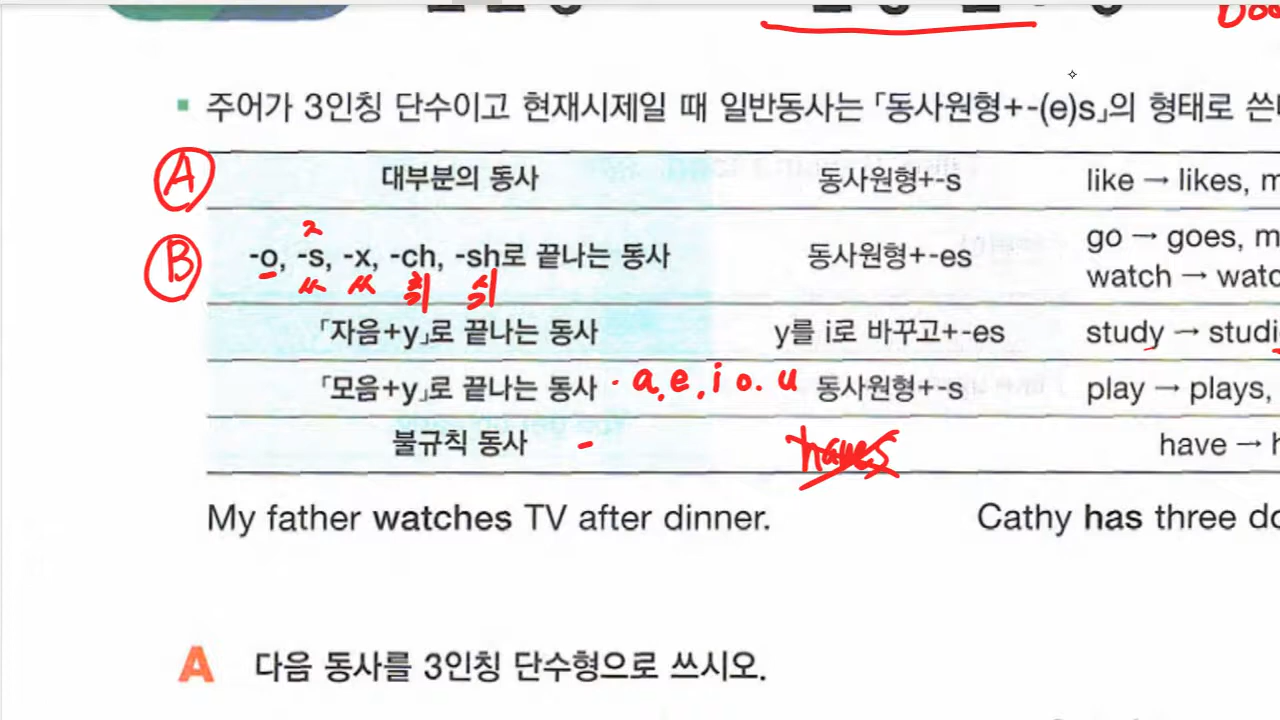 주어가 3인칭 단수이고 현재시제일 때 일반동사는 「동사원형+-(e)s」의 형태로
A 대부분의 동사 동사원형+-s like → likes,
2
B -o, -s, -x, -ch, -sh로 끝나는 동사 동사원형+-es go → goes,
ㅆ ㅆ 취 쉬 watch →
「자음+y」로 끝나는 동사 y를 i로 바꾸고+-es study →
「모음+y」로 끝나는 동사 a, e, i o. u 동사원형+-s play → plays,
불규칙 동사 - haves have →
My father watches TV after dinner. Cathy has three
A 다음 동사를 3인칭 단수형으로 쓰시오.